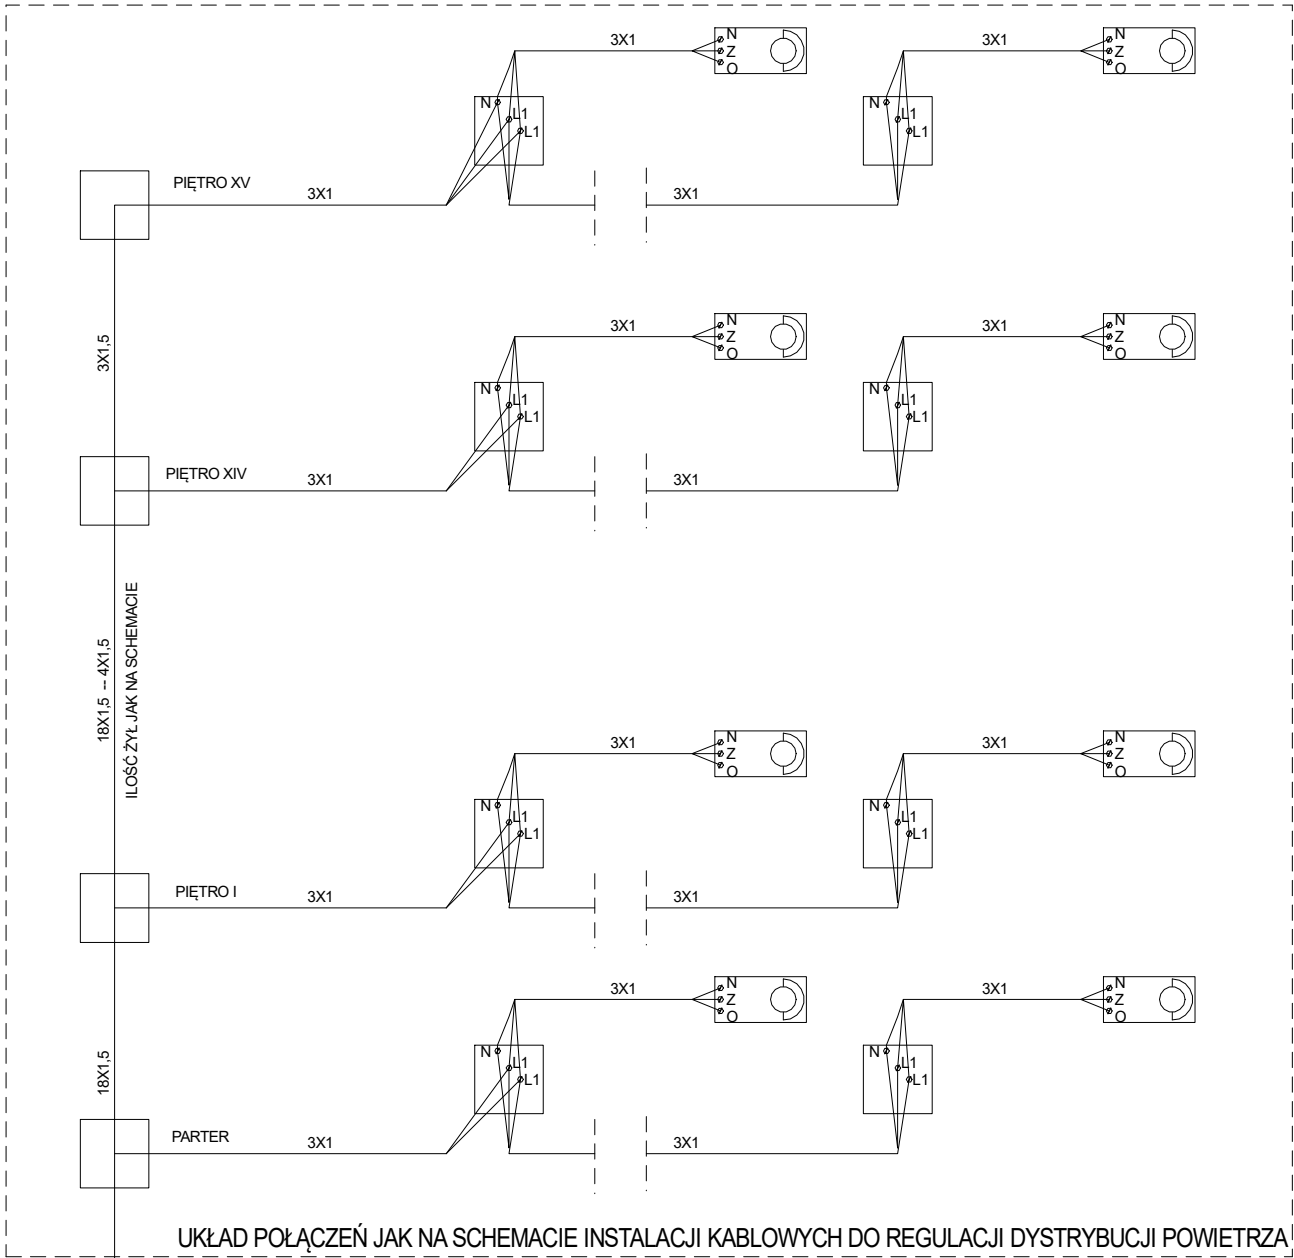 3X1
N
Z
O
3X1
N
Z
O
N
L1
L1
N
L1
L1
PIĘTRO XV
3X1
3X1
3X1,5
3X1
N
Z
O
3X1
N
Z
O
N
L1
L1
N
L1
L1
PIĘTRO XIV
3X1
3X1
18X1,5 -- 4X1,5
ILOŚĆ ŻYŁ JAK NA SCHEMACIE
3X1
N
Z
O
3X1
N
Z
O
N
L1
L1
N
L1
L1
PIĘTRO I
3X1
3X1
18X1,5
3X1
N
Z
O
3X1
N
Z
O
N
L1
L1
N
L1
L1
PARTER
3X1
3X1
UKŁAD POŁĄCZEŃ JAK NA SCHEMACIE INSTALACJI KABLOWYCH DO REGULACJI DYSTRYBUCJI POWIETRZA